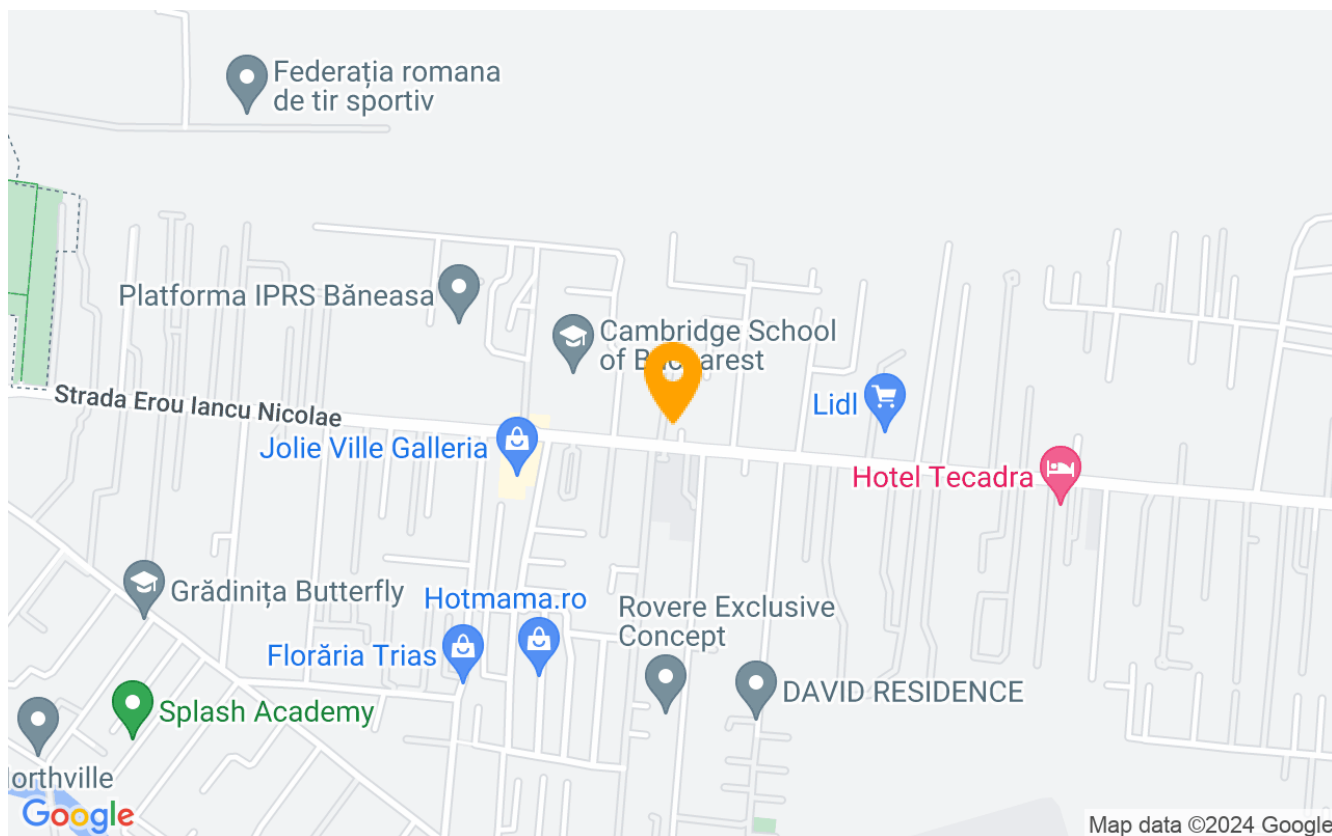 Federația romana
de tir sportiv
Platforma IPRS Băneasa
Cambridge School
of Bucharest
Strada Erou Iancu Nicolae
Lidl
Jolie Ville Galleria
Hotel Tecadra
Grădinița Butterfly
Hotmama.ro
Rovere Exclusive
Concept
Florăria Trias
DAVID RESIDENCE
Splash Academy
orthville
Google
Map data ©2024 Google